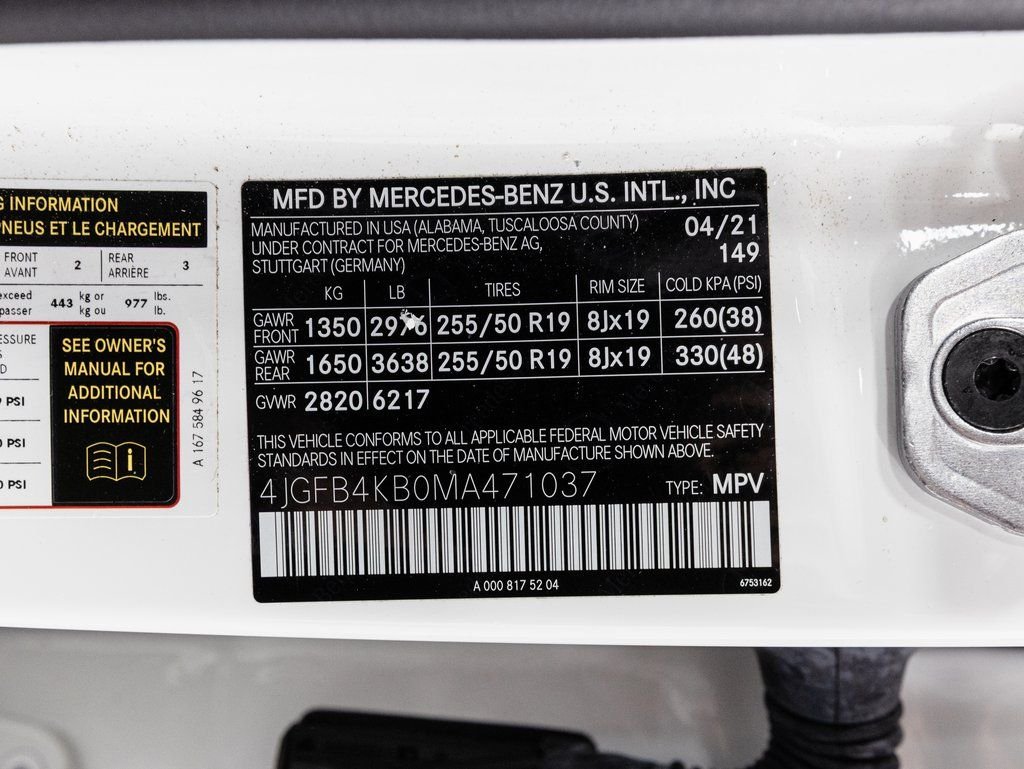 G INFORMATION
PNEUS ET LE CHARGEMENT
FRONT
AVANT 2 REAR
ARRIÈRE 3
exceed
passer 443 kg or
kg ou 977 lbs.
lb.
SEE OWNER'S
MANUAL FOR
ADDITIONAL
INFORMATION
i
PSI
0 PSI
0 PSI
A 167 584 96 17
MFD BY MERCEDES-BENZ U.S. INTL., INC
MANUFACTURED IN USA (ALABAMA, TUSCALOOSA COUNTY) 04/21
UNDER CONTRACT FOR MERCEDES-BENZ AG, 149
STUTTGART (GERMANY)
KG LB TIRES RIM SIZE COLD KPA (PSI)
GAWR
FRONT 1350 2976 255/50 R19 8Jx19 260(38)
GAWR
REAR 1650 3638 255/50 R19 8Jx19 330(48)
GVWR 2820 6217
THIS VEHICLE CONFORMS TO ALL APPLICABLE FEDERAL MOTOR VEHICLE SAFETY
STANDARDS IN EFFECT ON THE DATE OF MANUFACTURE SHOWN ABOVE.
4JGFB4KB0MA471037 TYPE: MPV
A 000 817 52 04 6753162